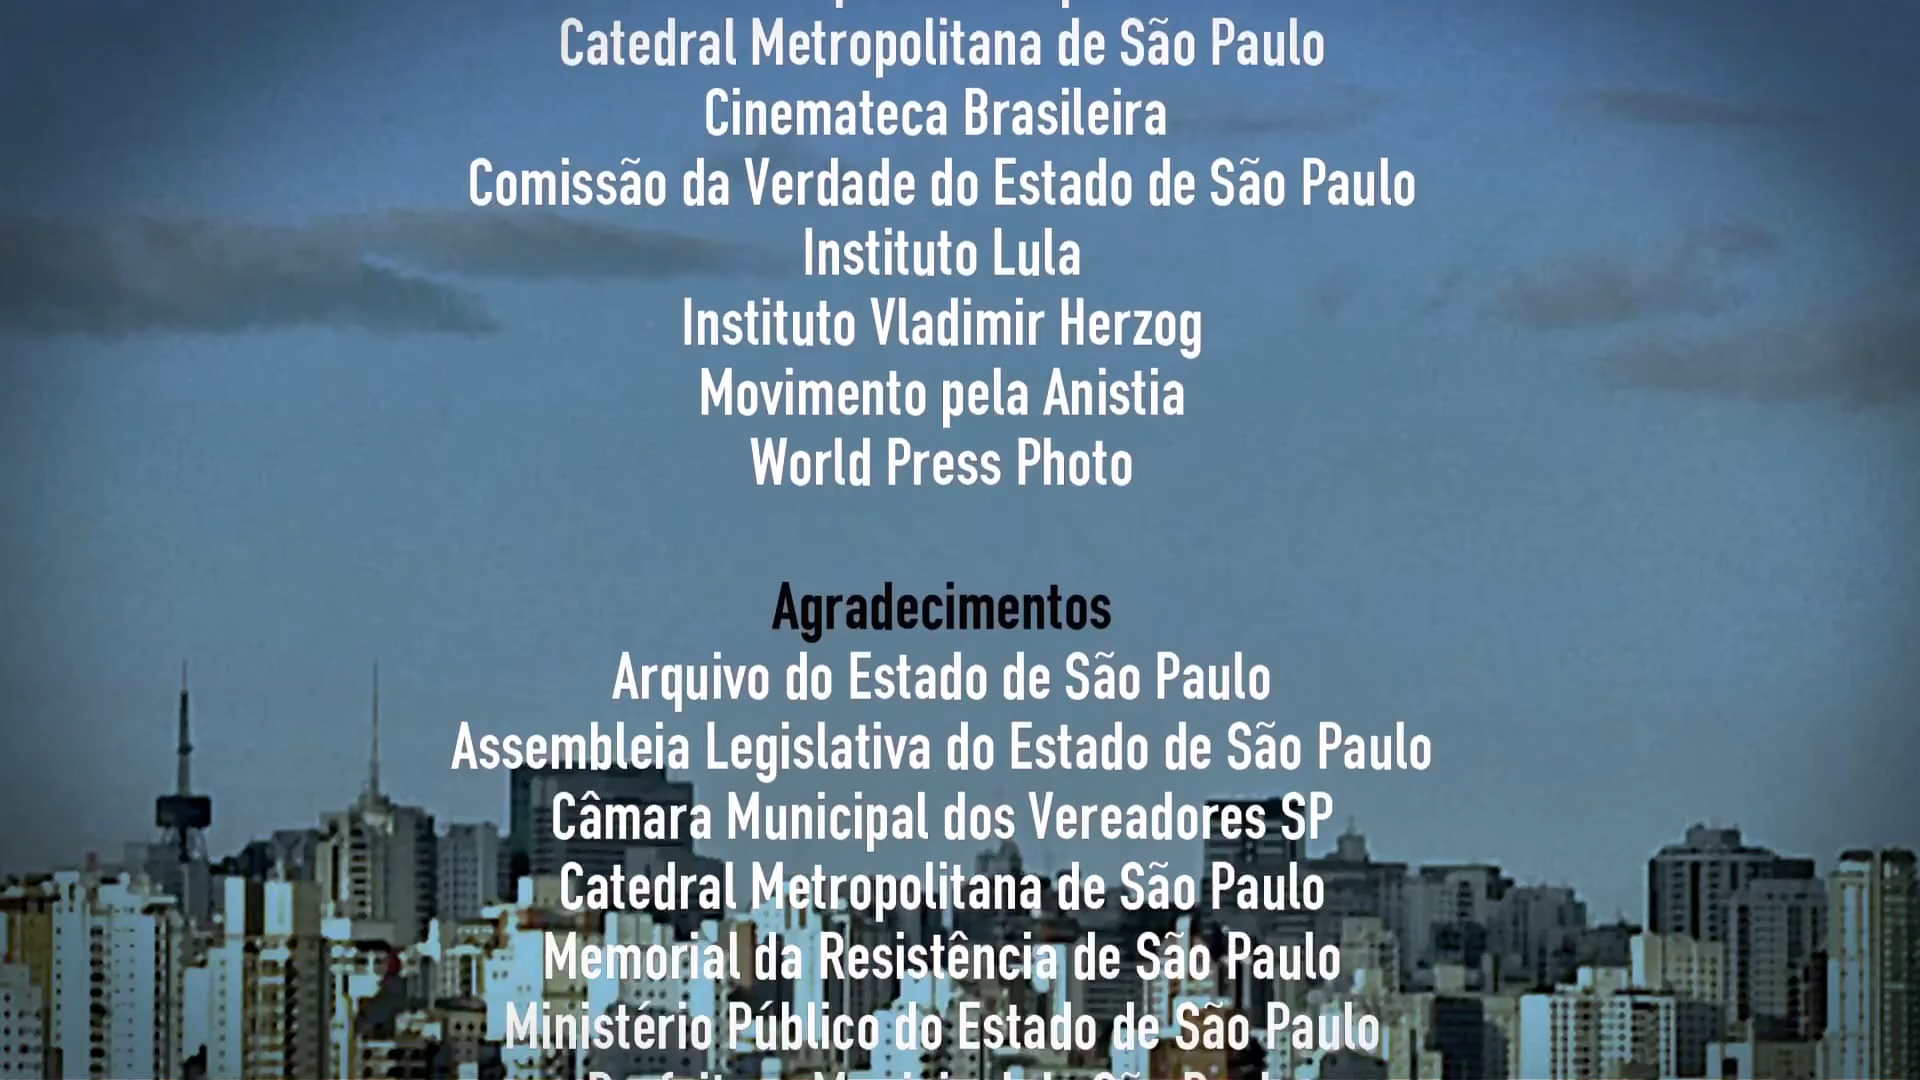 Catedral Metropolitana de São Paulo
Cinemateca Brasileira
Comissão da Verdade do Estado de São Paulo
Instituto Lula
Instituto Vladimir Herzog
Movimento pela Anistia
World Press Photo
Agradecimentos
Arquivo do Estado de São Paulo
Assembleia Legislativa do Estado de São Paulo
Câmara Municipal dos Vereadores SP
Catedral Metropolitana de São Paulo
Memorial da Resistência de São Paulo
Ministério Público do Estado de São Paulo